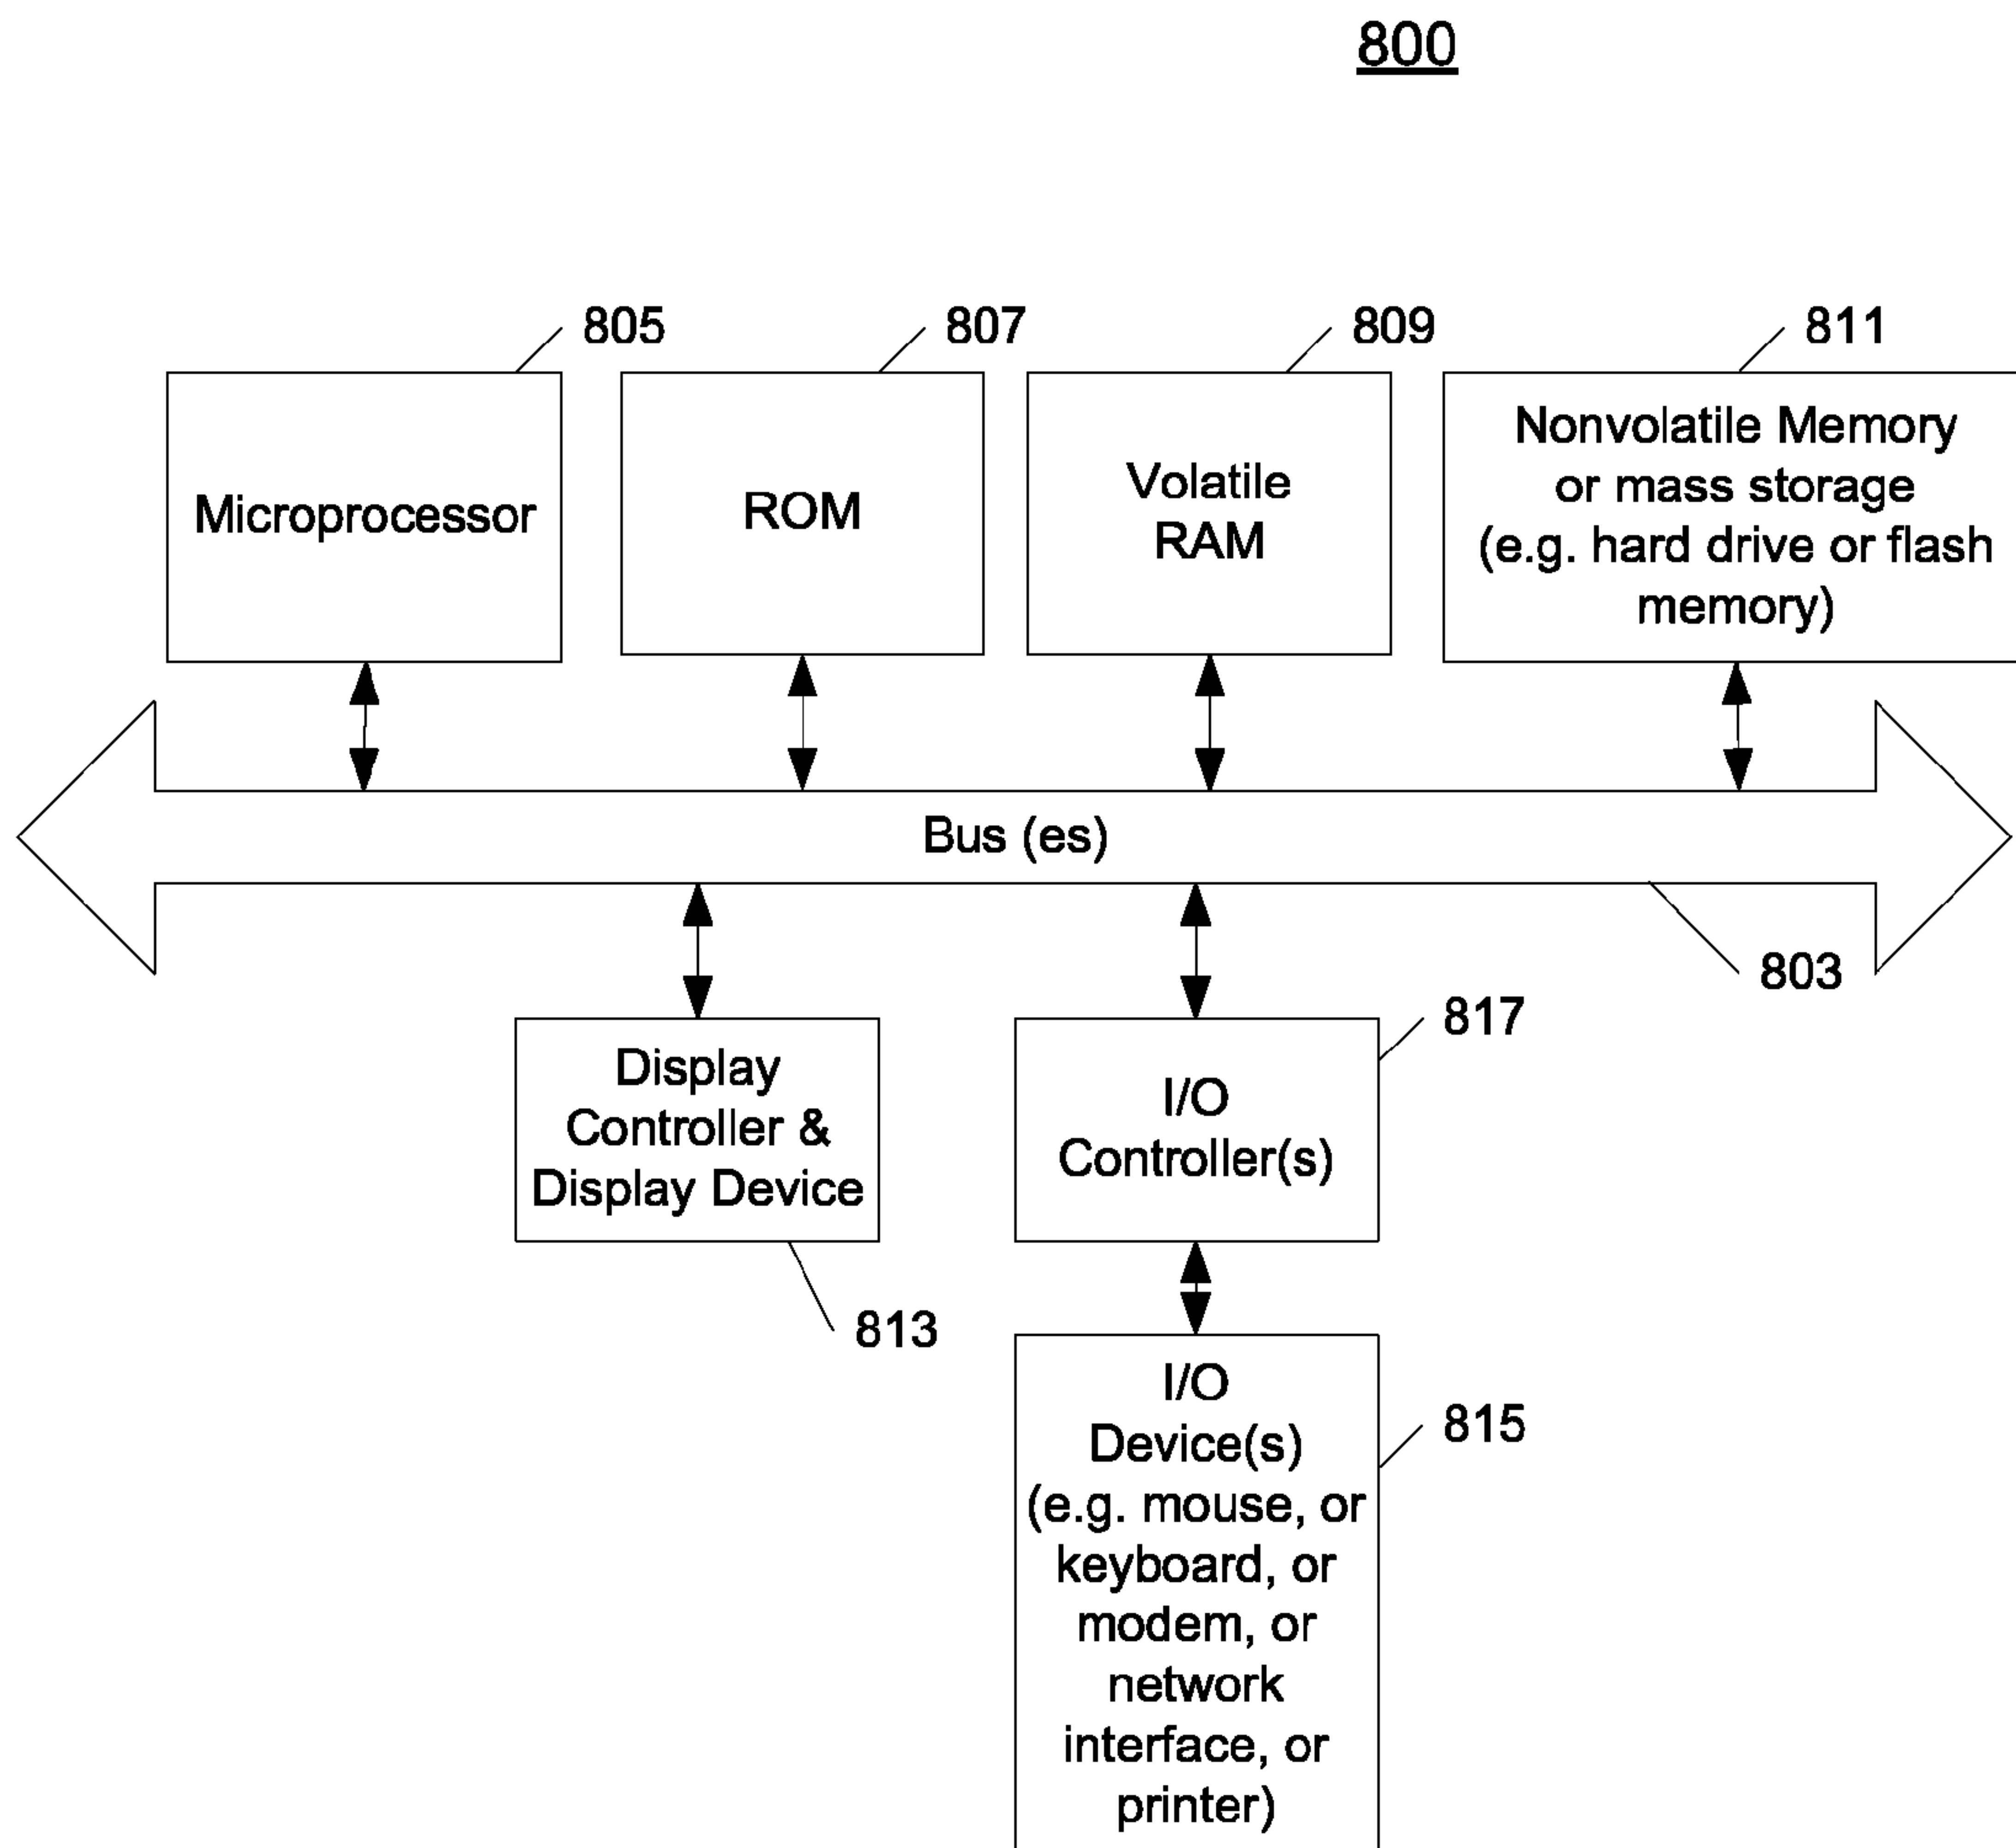 800
805
807
809
811
Microprocessor
ROM
Volatile
RAM
Nonvolatile Memory
or mass storage
(e.g. hard drive or flash
memory)
Bus (es)
803
Display
Controller &
Display Device
813
I/O
Controller(s)
817
I/O
Device(s)
(e.g. mouse, or
keyboard, or
modem, or
network
interface, or
printer)
815